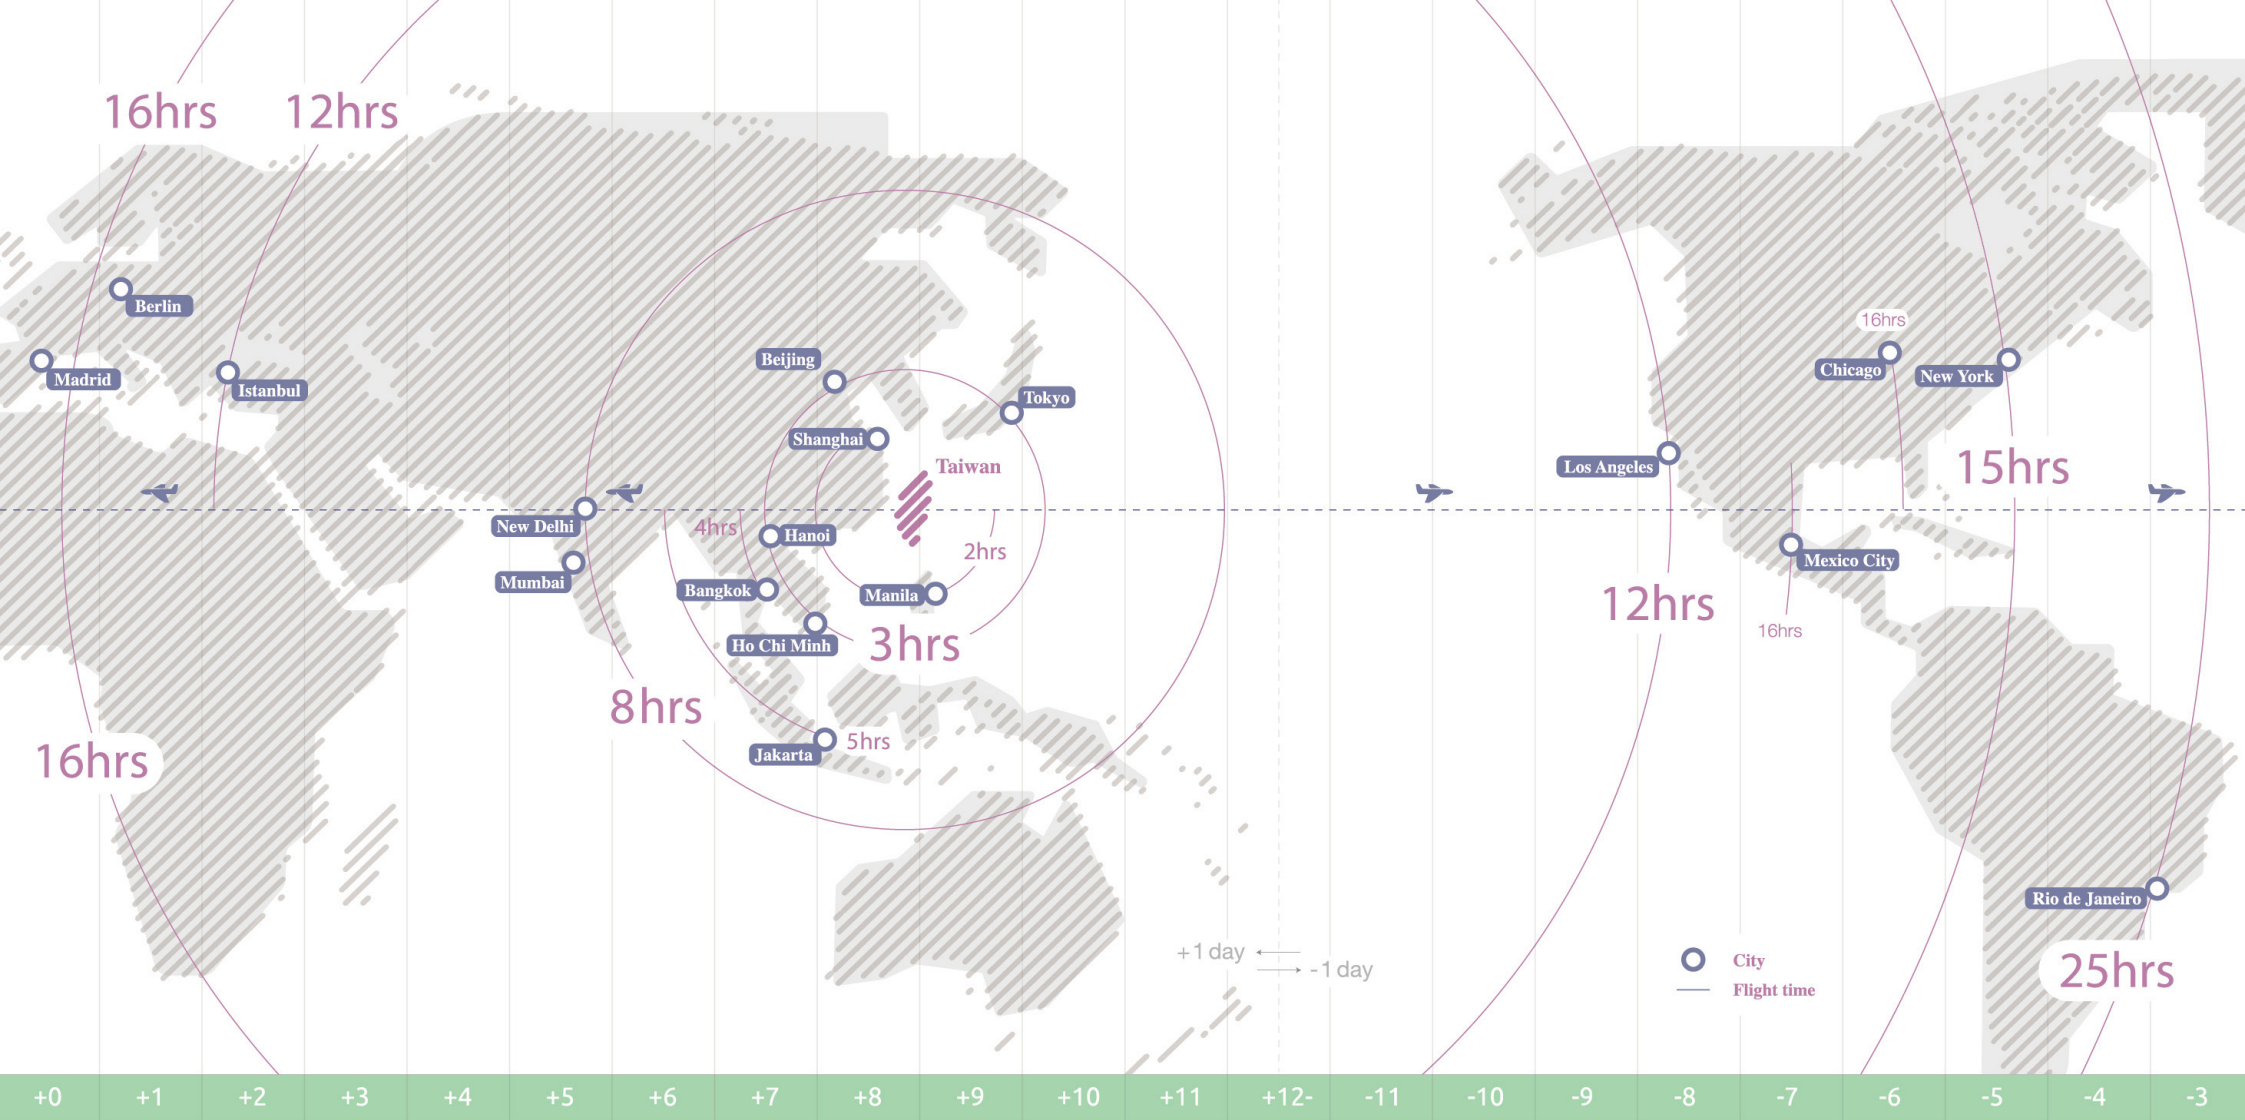 16hrs
12hrs
Berlin
Madrid
Istanbul
Beijing
Tokyo
Shanghai
Taiwan
New Delhi
4hrs
Hanoi
2hrs
Mumbai
Bangkok
Manila
Ho Chi Minh
3hrs
8hrs
Jakarta
5hrs
16hrs
16hrs
Chicago
New York
Los Angeles
15hrs
Mexico City
12hrs
16hrs
Rio de Janeiro
25hrs
+1 day
-1 day
City
Flight time
+0 +1 +2 +3 +4 +5 +6 +7 +8 +9 +10 +11 +12- -11 -10 -9 -8 -7 -6 -5 -4 -3